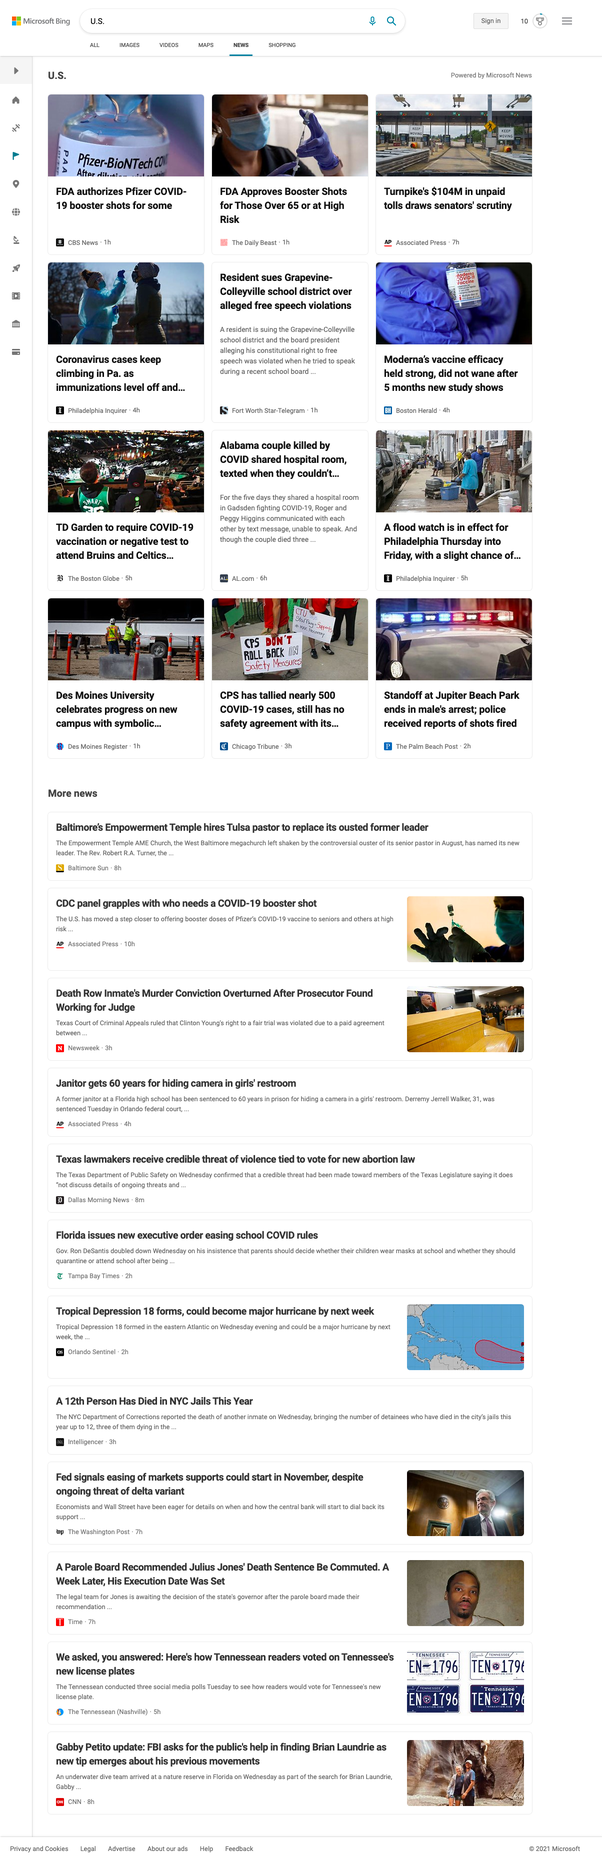 Microsoft Bing
U.S.
Sign in
10
ALL
IMAGES
VIDEOS
MAPS
NEWS
SHOPPING
U.S.
Powered by Microsoft News
Pfizer-BioNTech
After dilution
FDA authorizes Pfizer COVID-
19 booster shots for some
CBS News · 1h
FDA Approves Booster Shots
for Those Over 65 or at High
Risk
The Daily Beast · 1h
KEEP
MOVING
Turnpike's $104M in unpaid
tolls draws senators' scrutiny
AP
Associated Press · 7h
Coronavirus cases keep
climbing in Pa. as
immunizations level off and...
Philadelphia Inquirer · 4h
Resident sues Grapevine-
Colleyville school district over
alleged free speech violations
A resident is suing the Grapevine-Colleyville
school district and the board president
alleging his constitutional right to free
speech was violated when he tried to speak
during a recent school board ...
Fort Worth Star-Telegram · 1h
Moderna's vaccine efficacy
held strong, did not wane after
5 months new study shows
Boston Herald · 4h
SMART
TD Garden to require COVID-19
vaccination or negative test to
attend Bruins and Celtics...
The Boston Globe · 5h
Alabama couple killed by
COVID shared hospital room,
texted when they couldn't...
For the five days they shared a hospital room
in Gadsden fighting COVID-19, Roger and
Peggy Higgins communicated with each
other by text message, unable to speak. And
though the couple died three ...
AL.com · 6h
A flood watch is in effect for
Philadelphia Thursday into
Friday, with a slight chance of...
Philadelphia Inquirer · 5h
Des Moines University
celebrates progress on new
campus with symbolic...
Des Moines Register · 1h
CPS DON'T
ROLL BACK
Safety Measures
CPS has tallied nearly 500
COVID-19 cases, still has no
safety agreement with its...
Chicago Tribune · 3h
Standoff at Jupiter Beach Park
ends in male's arrest; police
received reports of shots fired
The Palm Beach Post · 2h
More news
Baltimore's Empowerment Temple hires Tulsa pastor to replace its ousted former leader
The Empowerment Temple AME Church, the West Baltimore megachurch left shaken by the controversial ouster of its senior pastor in August, has named its new
leader. The Rev. Robert R.A. Turner, the ...
Baltimore Sun · 8h
CDC panel grapples with who needs a COVID-19 booster shot
The U.S. has moved a step closer to offering booster doses of Pfizer's COVID-19 vaccine to seniors and others at high
risk ...
AP
Associated Press · 10h
Death Row Inmate's Murder Conviction Overturned After Prosecutor Found
Working for Judge
Texas Court of Criminal Appeals ruled that Clinton Young's right to a fair trial was violated due to a paid agreement
between ...
N
Newsweek · 3h
Janitor gets 60 years for hiding camera in girls' restroom
A former janitor at a Florida high school has been sentenced to 60 years in prison for hiding a camera in a girls' restroom. Derremy Jerrell Walker, 31, was
sentenced Tuesday in Orlando federal court, ...
AP
Associated Press · 4h
Texas lawmakers receive credible threat of violence tied to vote for new abortion law
The Texas Department of Public Safety on Wednesday confirmed that a credible threat had been made toward members of the Texas Legislature saying it does
"not discuss details of ongoing threats and ...
Dallas Morning News · 8m
Florida issues new executive order easing school COVID rules
Gov. Ron DeSantis doubled down Wednesday on his insistence that parents should decide whether their children wear masks at school and whether they should
quarantine or attend school after being ...
Tampa Bay Times · 2h
Tropical Depression 18 forms, could become major hurricane by next week
Tropical Depression 18 formed in the eastern Atlantic on Wednesday evening and could be a major hurricane by next
week, the ...
OS
Orlando Sentinel · 2h
A 12th Person Has Died in NYC Jails This Year
The NYC Department of Corrections reported the death of another inmate on Wednesday, bringing the number of detainees who have died in the city's jails this
year up to 12, three of them dying in the ...
Intelligencer · 3h
Fed signals easing of markets supports could start in November, despite
ongoing threat of delta variant
Economists and Wall Street have been eager for details on when and how the central bank will start to dial back its
support ...
wp
The Washington Post · 7h
A Parole Board Recommended Julius Jones' Death Sentence Be Commuted. A
Week Later, His Execution Date Was Set
The legal team for Jones is awaiting the decision of the state's governor after the parole board made their
recommendation ...
T
Time · 7h
We asked, you answered: Here's how Tennessean readers voted on Tennessee's
new license plates
The Tennessean conducted three social media polls Tuesday to see how readers would vote for Tennessee's new
license plate.
The Tennessean (Nashville) · 5h
TENNESSEE
EN 1796
TENNESSEE
TEN 1796
EN 1796
Tennessee
TEN 1796
Gabby Petito update: FBI asks for the public's help in finding Brian Laundrie as
new tip emerges about his previous movements
An underwater dive team arrived at a nature reserve in Florida on Wednesday as part of the search for Brian Laundrie,
Gabby ...
CNN · 8h
Privacy and Cookies
Legal
Advertise
About our ads
Help
Feedback
© 2021 Microsoft